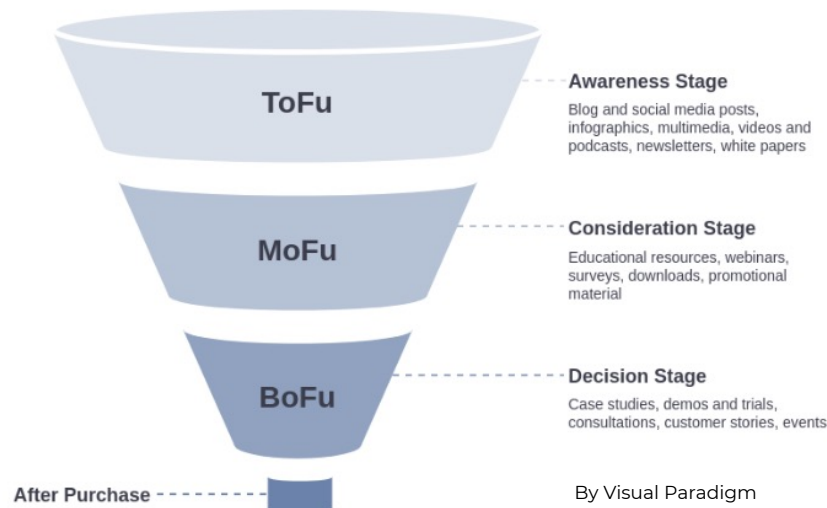 ToFu
Awareness Stage
Blog and social media posts,
infographics, multimedia, videos and
podcasts, newsletters, white papers
MoFu
Consideration Stage
Educational resources, webinars,
surveys, downloads, promotional
material
BoFu
Decision Stage
Case studies, demos and trials,
consultations, customer stories, events
After Purchase
By Visual Paradigm